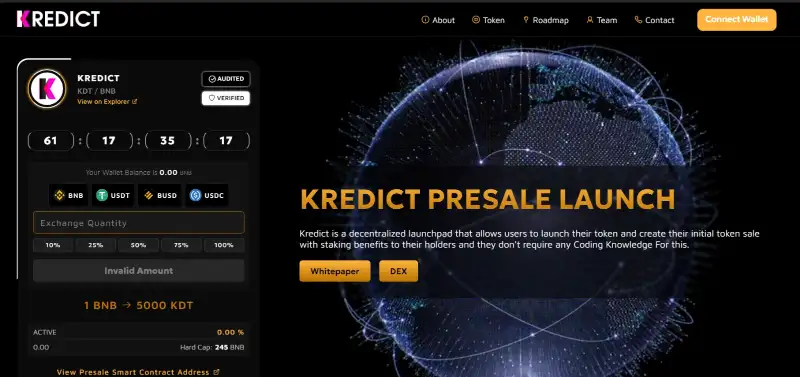 KREDICT
About
Token
Roadmap
Team
Contact
Connect Wallet
KREDICT
KDT / BNB
View on Explorer
AUDITED
VERIFIED
61 : 17 : 35 : 17
Your Wallet Balance is 0.00 BNB
BNB
USDT
BUSD
USDC
Exchange Quantity
10%
25%
50%
75%
100%
Invalid Amount
1 BNB → 5000 KDT
ACTIVE
0.00 %
0.00
Hard Cap: 245 BNB
View Presale Smart Contract Address
KREDICT PRESALE LAUNCH
Kredict is a decentralized launchpad that allows users to launch their token and create their initial token sale
with staking benefits to their holders and they don't require any Coding Knowledge For this.
Whitepaper
DEX